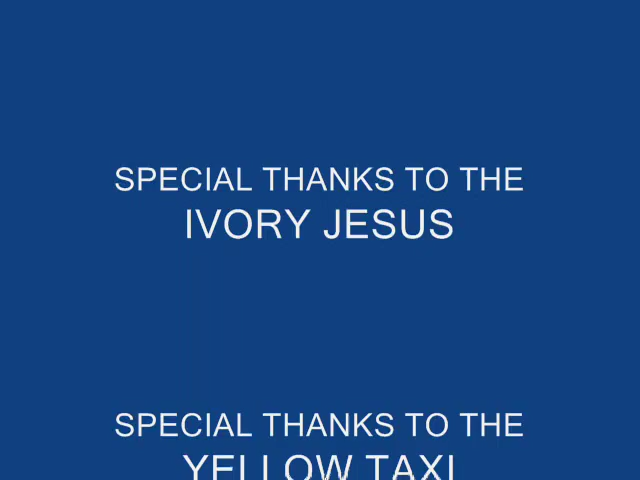 SPECIAL THANKS TO THE
IVORY JESUS
SPECIAL THANKS TO THE
YELLOW TAXI